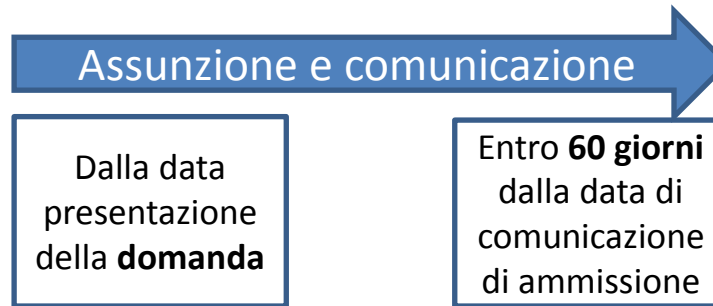 Assunzione e comunicazione
Dalla data
presentazione
della domanda
Entro 60 giorni
dalla data di
comunicazione
di ammissione